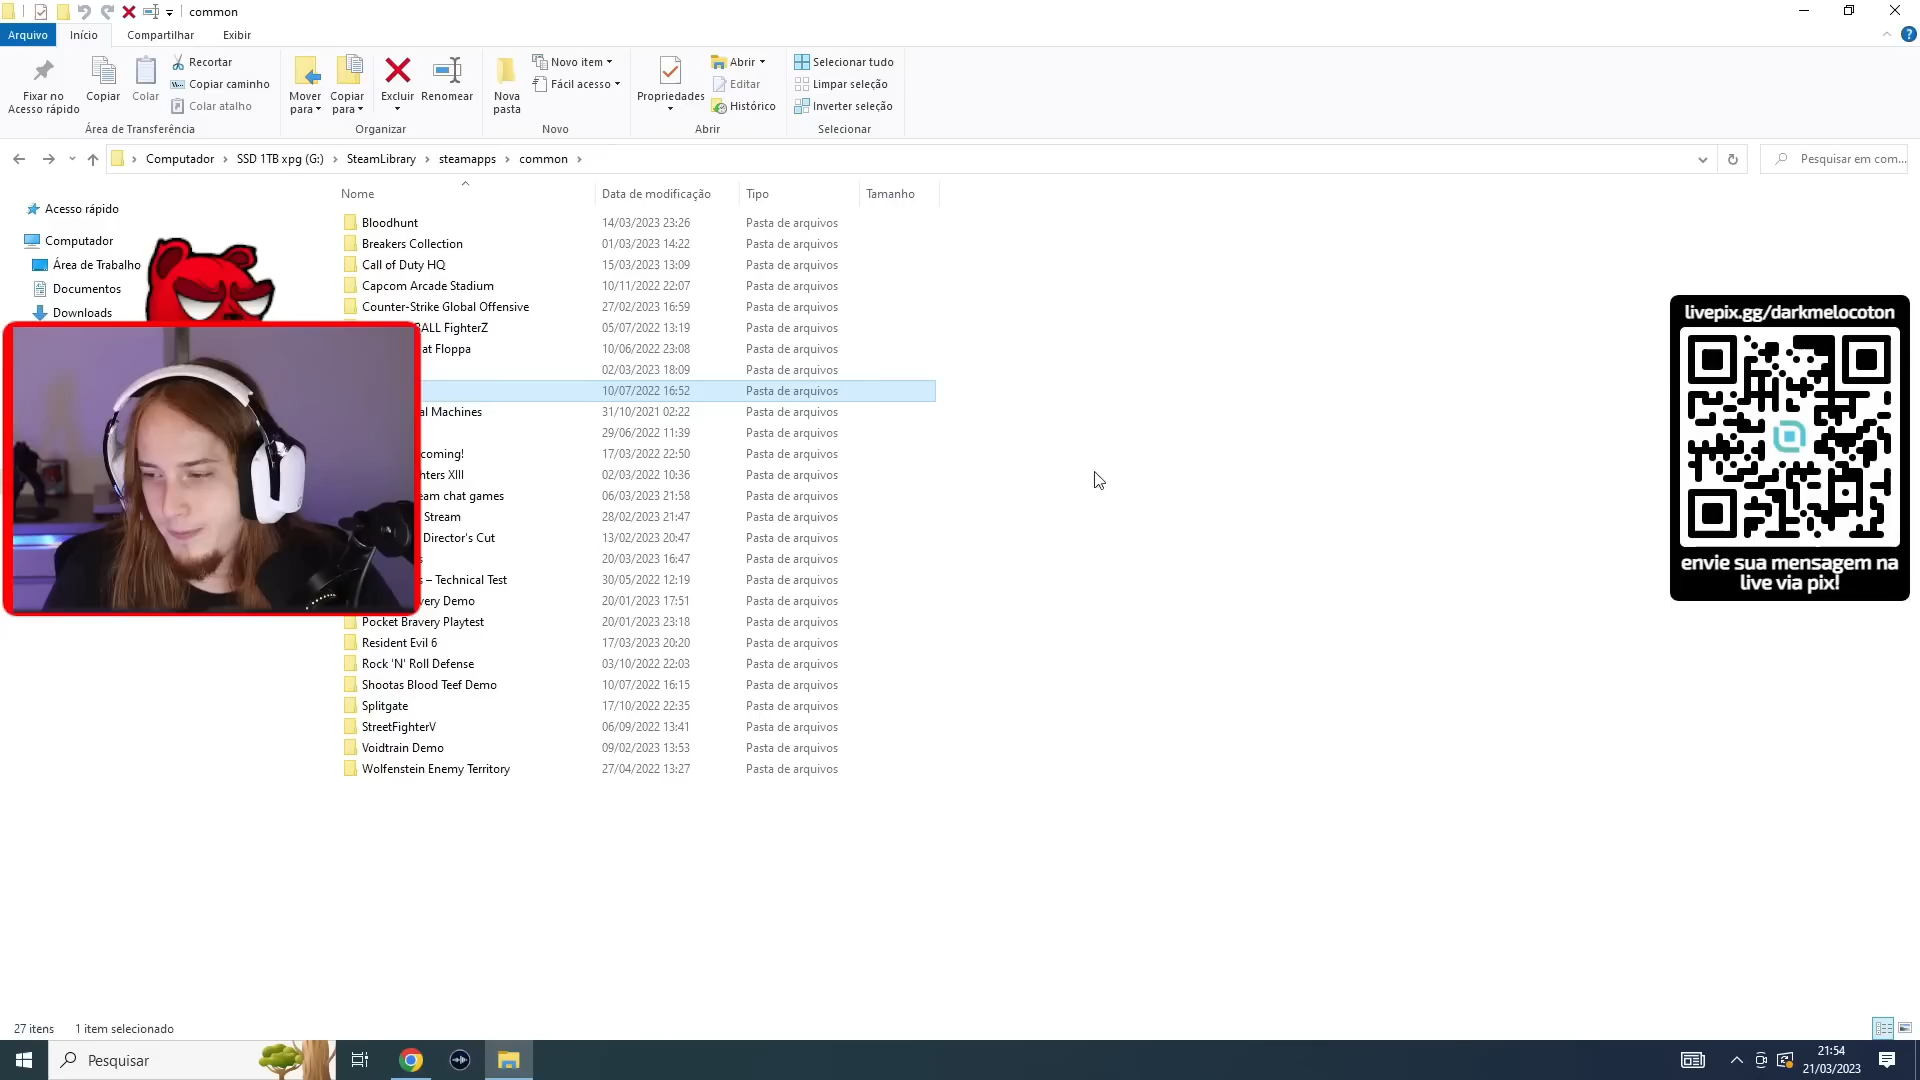 common
Arquivo
Início
Compartilhar
Exibir
Fixar no
Acesso rápido
Copiar
Colar
Recortar
Copiar caminho
Colar atalho
Área de Transferência
Mover
para
Copiar
para
Excluir
Renomear
Organizar
Nova
pasta
Novo item
Fácil acesso
Novo
Propriedades
Abrir
Editar
Histórico
Abrir
Selecionar tudo
Limpar seleção
Inverter seleção
Selecionar
Computador
SSD 1TB xpg (G:)
SteamLibrary
steamapps
common
Pesquisar em com...
Acesso rápido
Computador
Área de Trabalho
Documentos
Downloads
Nome Data de modificação Tipo Tamanho
Bloodhunt 14/03/2023 23:26 Pasta de arquivos
Breakers Collection 01/03/2023 14:22 Pasta de arquivos
Call of Duty HQ 15/03/2023 13:09 Pasta de arquivos
Capcom Arcade Stadium 10/11/2022 22:07 Pasta de arquivos
Counter-Strike Global Offensive 27/02/2023 16:59 Pasta de arquivos
BALL FighterZ 05/07/2022 13:19 Pasta de arquivos
at Floppa 10/06/2022 23:08 Pasta de arquivos
02/03/2023 18:09 Pasta de arquivos
10/07/2022 16:52 Pasta de arquivos
al Machines 31/10/2021 02:22 Pasta de arquivos
29/06/2022 11:39 Pasta de arquivos
coming! 17/03/2023 22:50 Pasta de arquivos
hters XIII 02/03/2022 10:36 Pasta de arquivos
eam chat games 06/03/2023 21:58 Pasta de arquivos
Stream 28/02/2023 21:47 Pasta de arquivos
Director's Cut 13/02/2023 20:47 Pasta de arquivos
s 20/03/2023 16:47 Pasta de arquivos
s – Technical Test 30/05/2022 12:19 Pasta de arquivos
very Demo 20/01/2023 17:51 Pasta de arquivos
Pocket Bravery Playtest 20/01/2023 23:18 Pasta de arquivos
Resident Evil 6 17/03/2023 20:20 Pasta de arquivos
Rock 'N' Roll Defense 03/10/2022 22:03 Pasta de arquivos
Shootas Blood Teef Demo 10/07/2022 16:15 Pasta de arquivos
Splitgate 17/10/2022 22:35 Pasta de arquivos
StreetFighterV 06/09/2022 13:41 Pasta de arquivos
Voidtrain Demo 09/02/2023 13:53 Pasta de arquivos
Wolfenstein Enemy Territory 27/04/2022 13:27 Pasta de arquivos
livepix.gg/darkmelocoton
envie sua mensagem na
live via pix!
27 itens 1 item selecionado
Pesquisar
21:54
21/03/2023